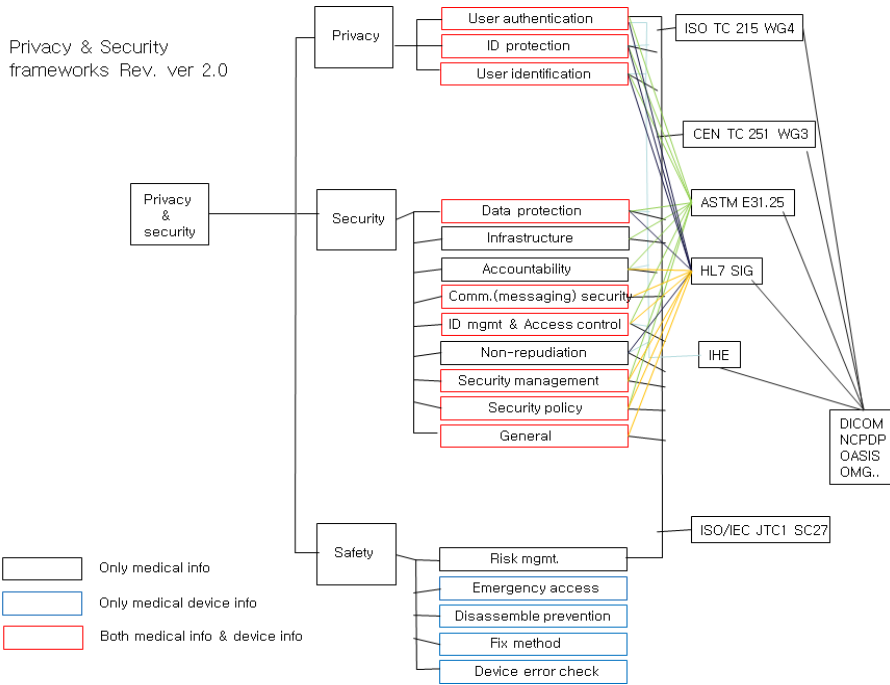 Privacy & Security
frameworks Rev. ver 2.0
Privacy
&
security
Privacy
User authentication
ID protection
User identification
Security
Data protection
Infrastructure
Accountability
Comm.(messaging) security
ID mgmt & Access control
Non-repudiation
Security management
Security policy
General
Safety
Risk mgmt.
Emergency access
Disassemble prevention
Fix method
Device error check
ISO TC 215 WG4
CEN TC 251 WG3
ASTM E31.25
HL7 SIG
IHE
ISO/IEC JTC1 SC27
DICOM
NCPDP
OASIS
OMG..
Only medical info
Only medical device info
Both medical info & device info